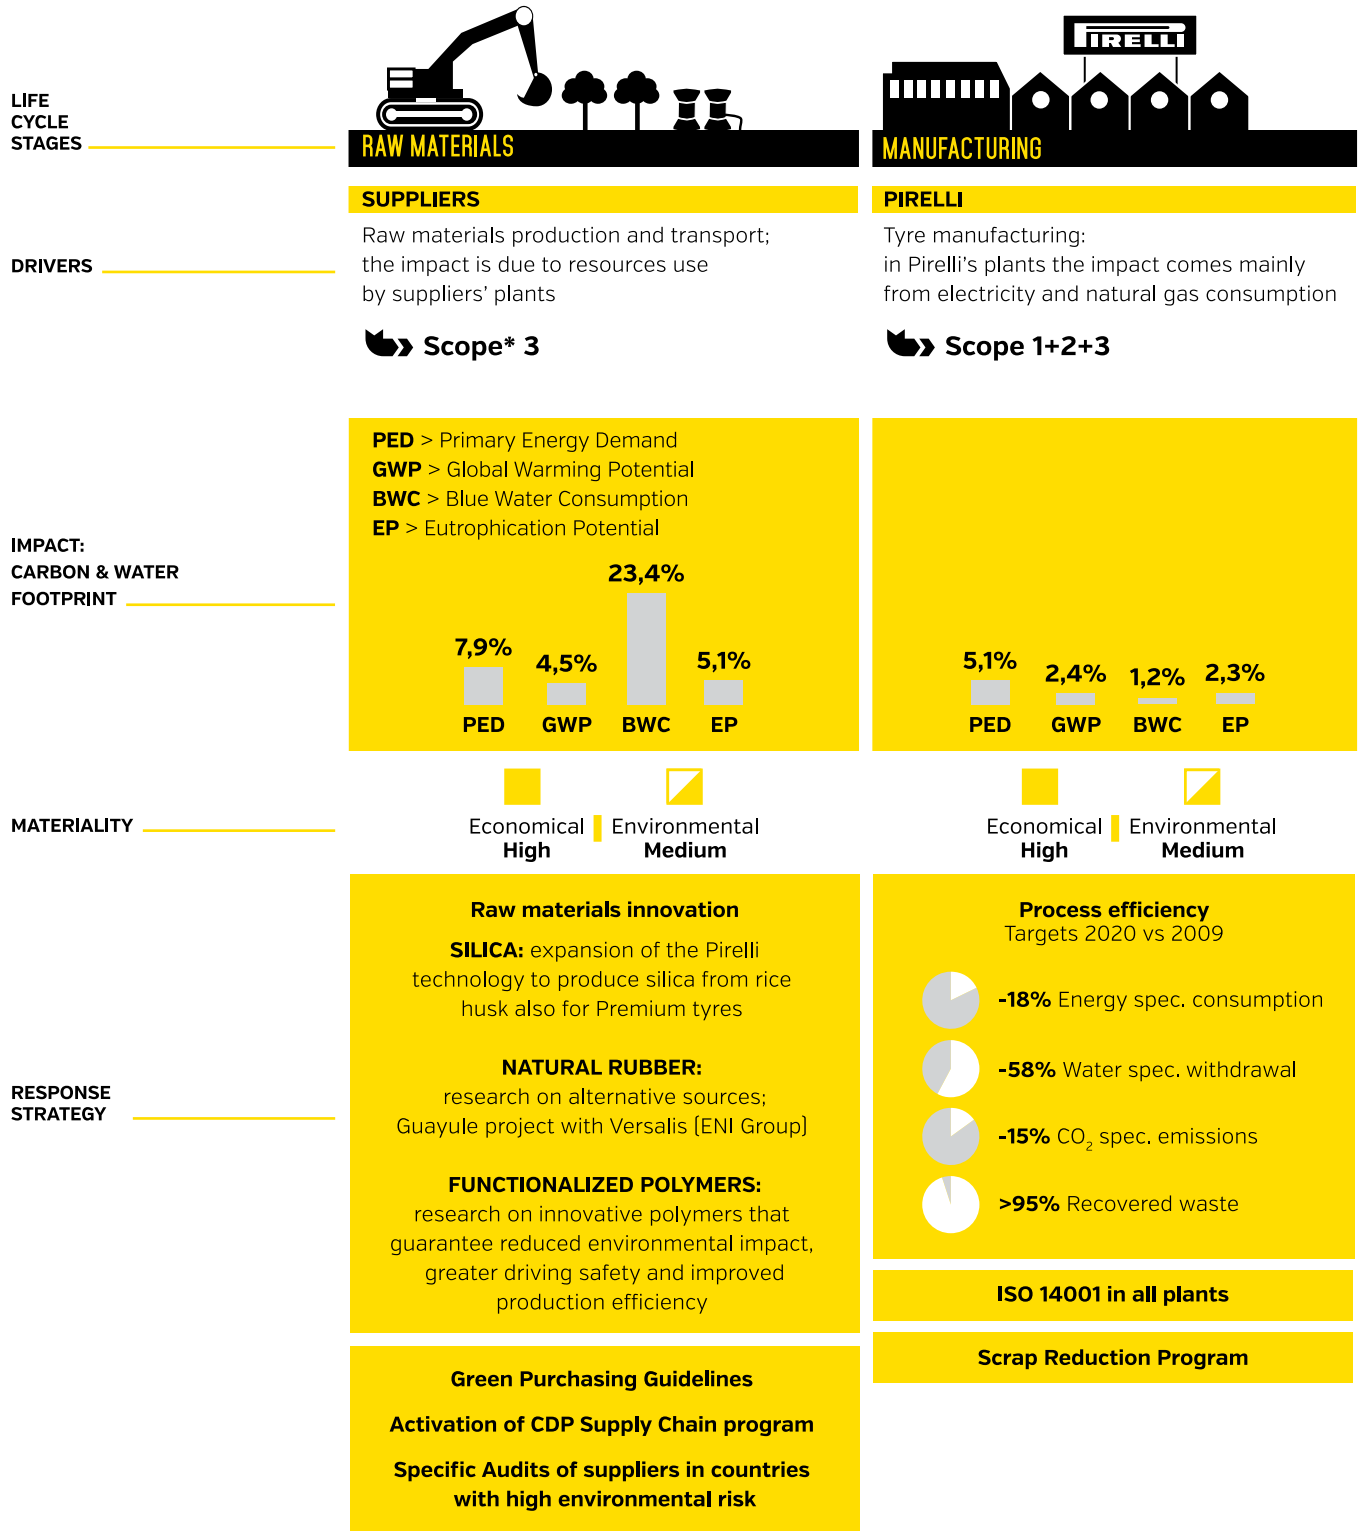 PIRELLI
LIFE
CYCLE
STAGES
RAW MATERIALS
MANUFACTURING
SUPPLIERS
PIRELLI
DRIVERS
Raw materials production and transport;
the impact is due to resources use
by suppliers’ plants
Scope* 3
Tyre manufacturing:
in Pirelli’s plants the impact comes mainly
from electricity and natural gas consumption
Scope 1+2+3
IMPACT:
CARBON & WATER
FOOTPRINT
PED > Primary Energy Demand
GWP > Global Warming Potential
BWC > Blue Water Consumption
EP > Eutrophication Potential
7,9% 4,5% 23,4% 5,1%
PED GWP BWC EP
5,1% 2,4% 1,2% 2,3%
PED GWP BWC EP
MATERIALITY
Economical Environmental
High Medium
Economical Environmental
High Medium
RESPONSE
STRATEGY
Raw materials innovation
SILICA: expansion of the Pirelli
technology to produce silica from rice
husk also for Premium tyres
NATURAL RUBBER:
research on alternative sources;
Guayule project with Versalis (ENI Group)
FUNCTIONALIZED POLYMERS:
research on innovative polymers that
guarantee reduced environmental impact,
greater driving safety and improved
production efficiency
Green Purchasing Guidelines
Activation of CDP Supply Chain program
Specific Audits of suppliers in countries
with high environmental risk
Process efficiency
Targets 2020 vs 2009
-18% Energy spec. consumption
-58% Water spec. withdrawal
-15% CO₂ spec. emissions
>95% Recovered waste
ISO 14001 in all plants
Scrap Reduction Program